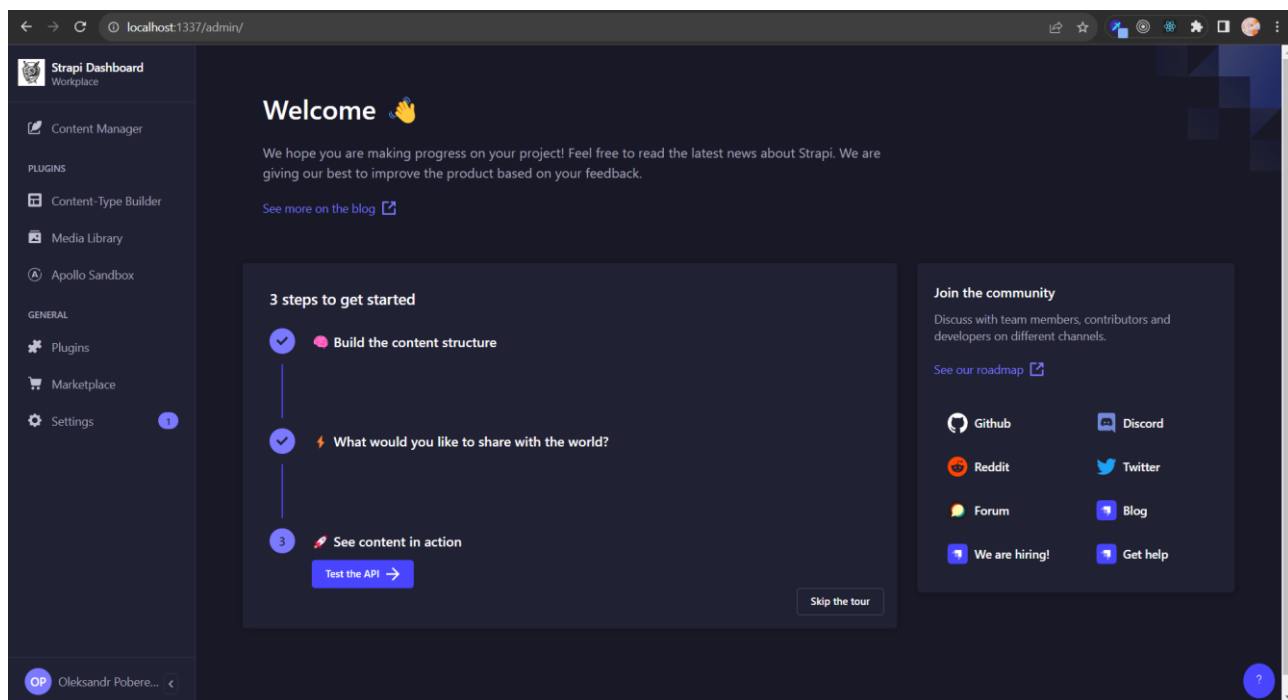 localhost:1337/admin/
Strapi Dashboard
Workplace
Content Manager
PLUGINS
Content-Type Builder
Media Library
Apollo Sandbox
GENERAL
Plugins
Marketplace
Settings
1
OP
Oleksandr Pobere...
Welcome 👋
We hope you are making progress on your project! Feel free to read the latest news about Strapi. We are
giving our best to improve the product based on your feedback.
See more on the blog
3 steps to get started
🧠 Build the content structure
⚡ What would you like to share with the world?
3
🚀 See content in action
Test the API →
Skip the tour
Join the community
Discuss with team members, contributors and
developers on different channels.
See our roadmap
Github
Discord
Reddit
Twitter
Forum
Blog
We are hiring!
Get help
?